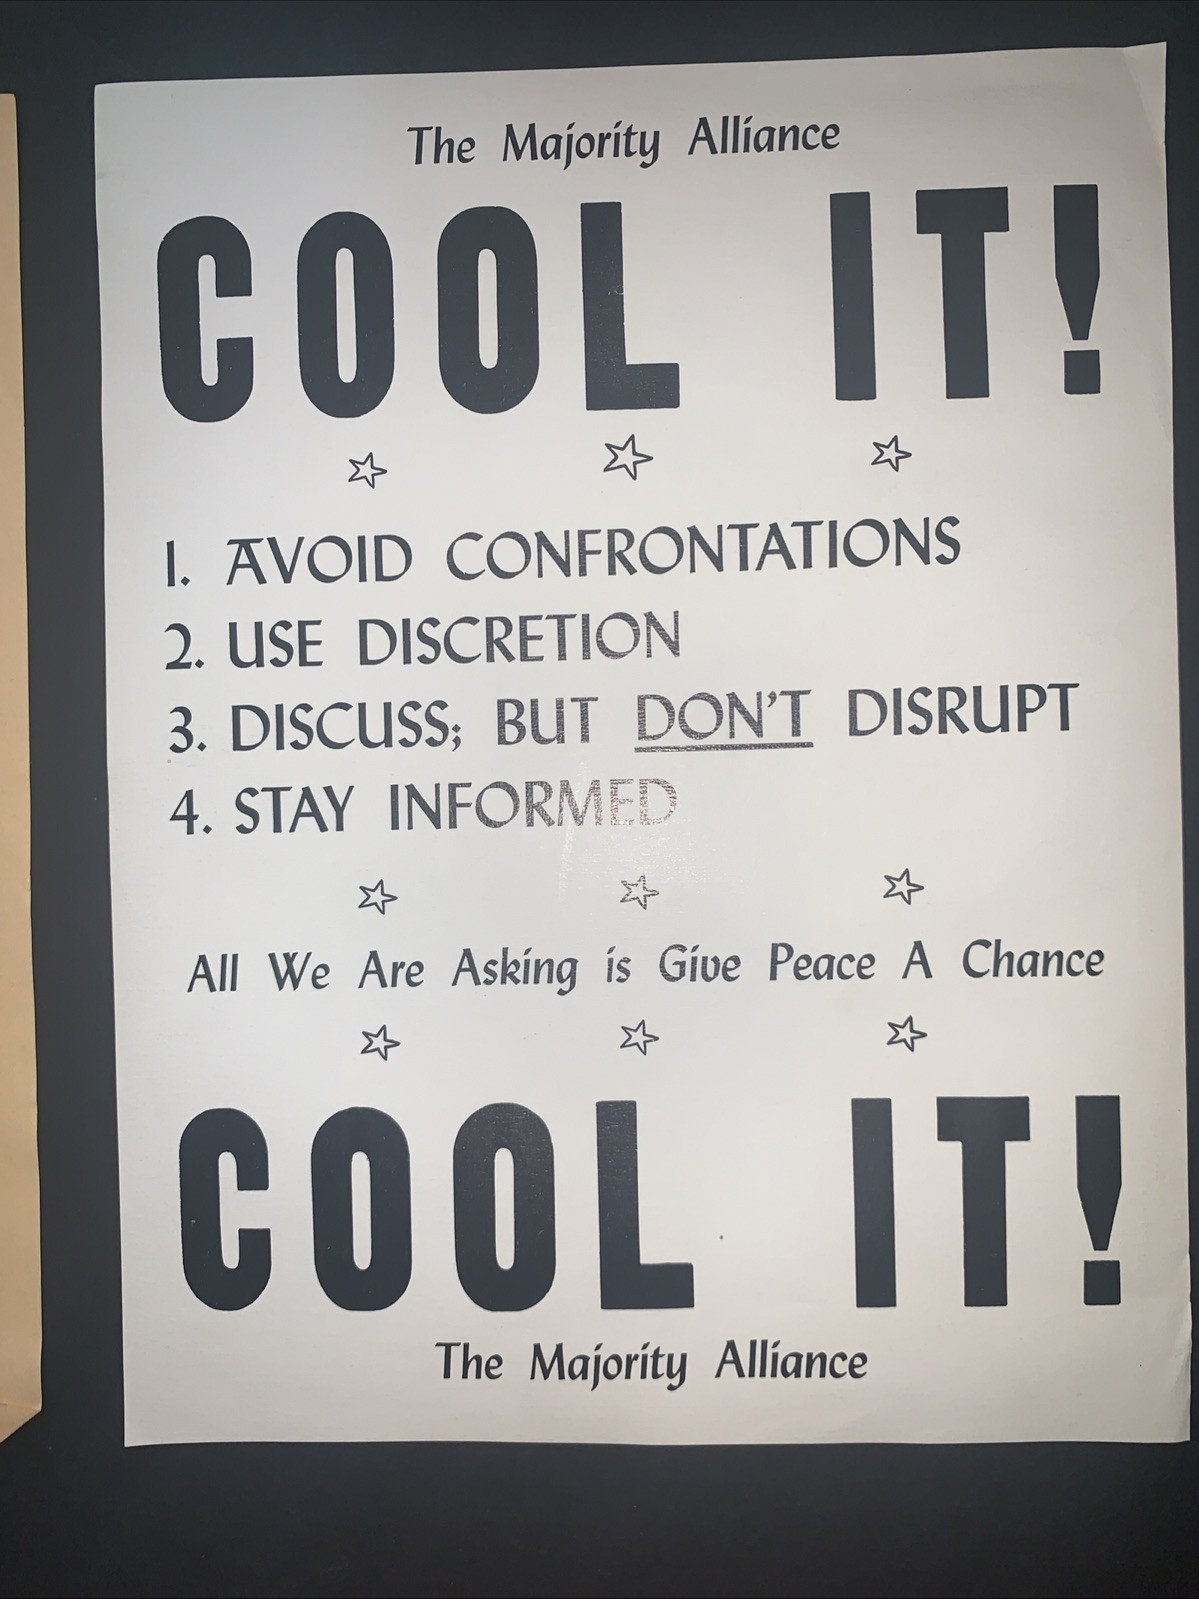 The Majority Alliance
COOL IT!
1. AVOID CONFRONTATIONS
2. USE DISCRETION
3. DISCUSS; BUT DON'T DISRUPT
4. STAY INFORMED
All We Are Asking is Give Peace A Chance
COOL IT!
The Majority Alliance